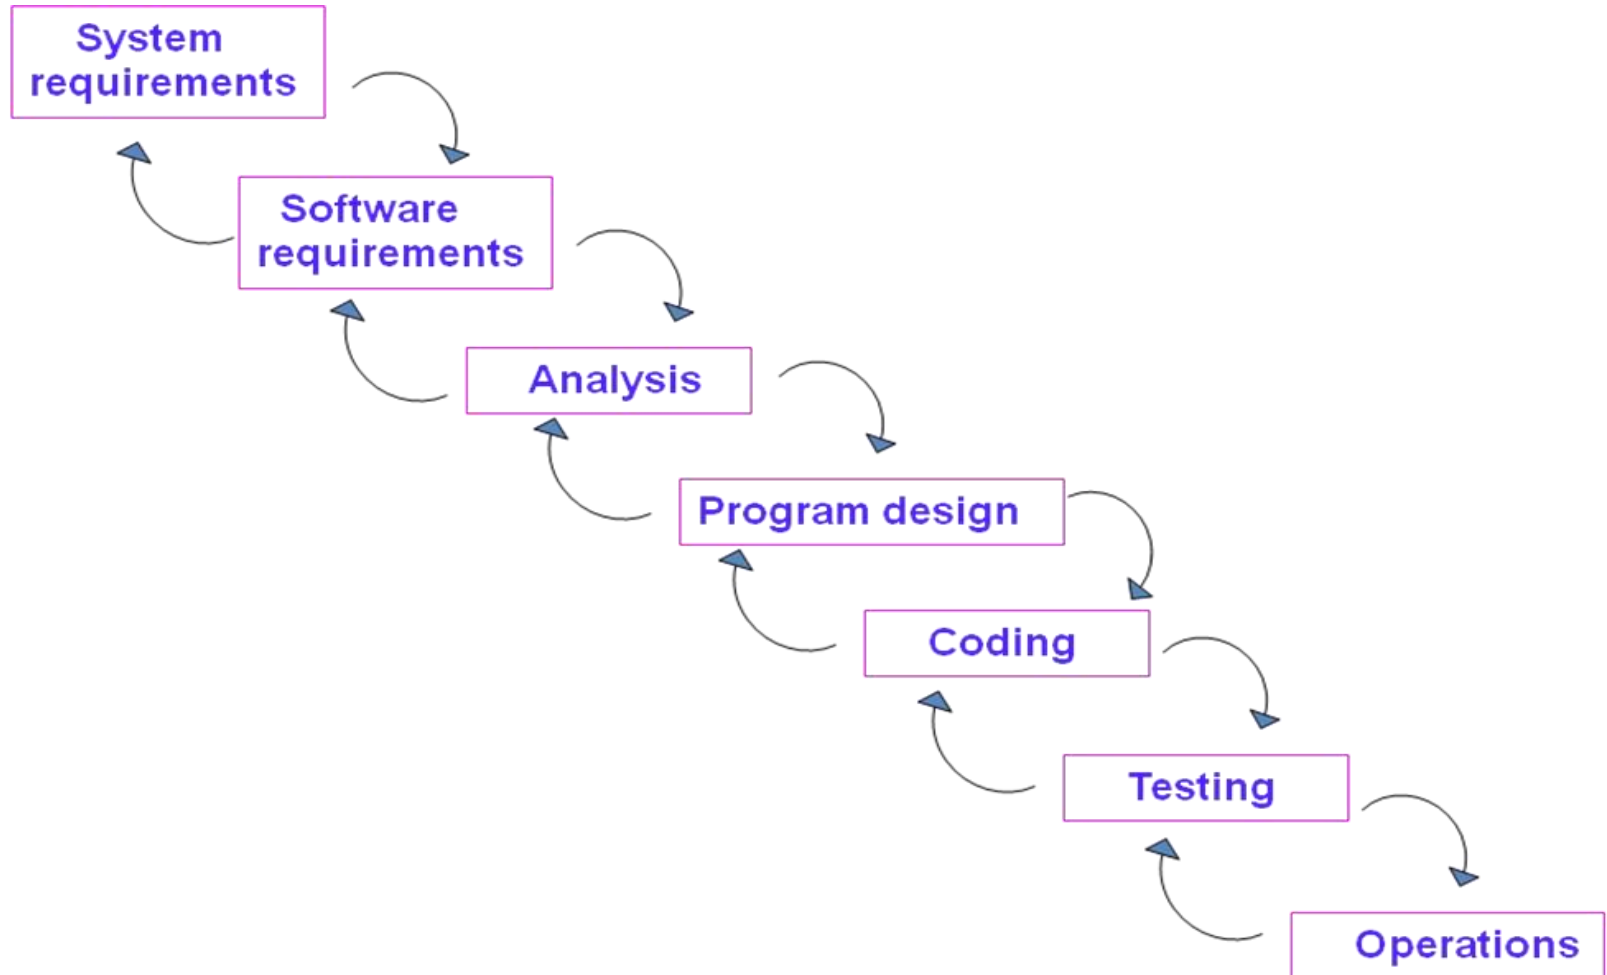 System
requirements
Software
requirements
Analysis
Program design
Coding
Testing
Operations